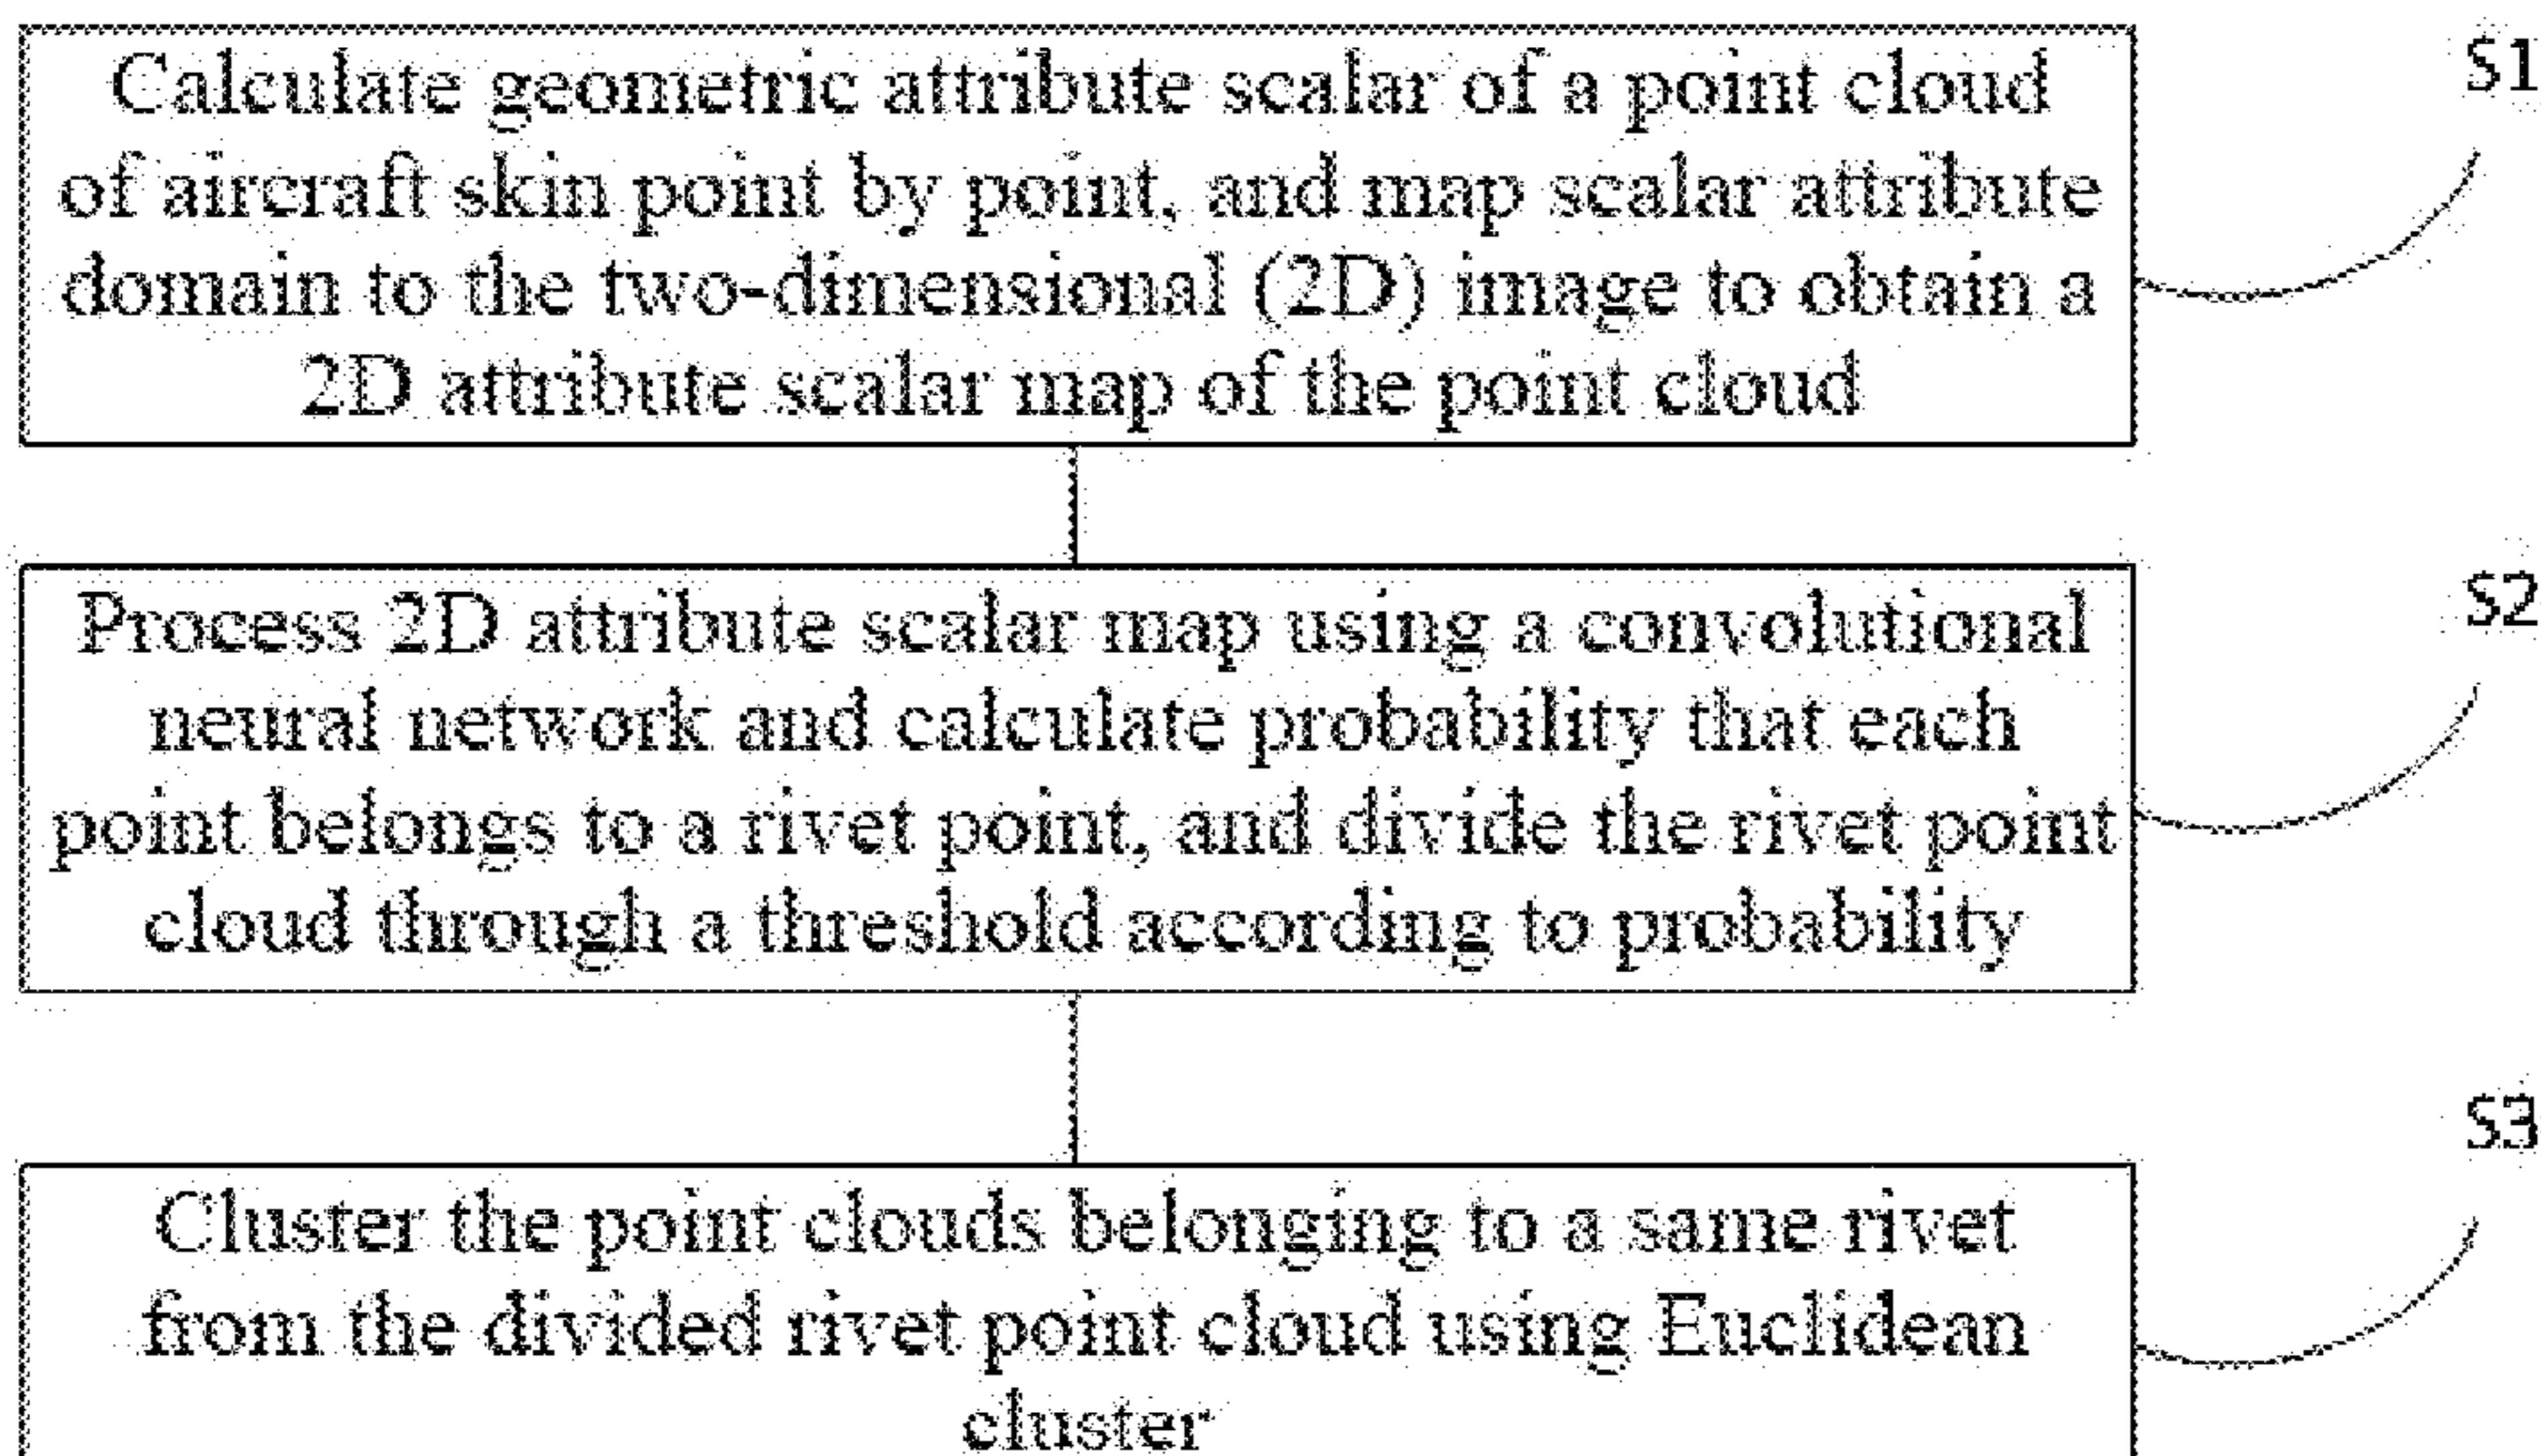 S1
Calculate geometric attribute scalar of a point cloud
of aircraft skin point by point, and map scalar attribute
domain to the two-dimensional (2D) image to obtain a
2D attribute scalar map of the point cloud
S2
Process 2D attribute scalar map using a convolutional
neural network and calculate probability that each
point belongs to a rivet point, and divide the rivet point
cloud through a threshold according to probability
S3
Cluster the point clouds belonging to a same rivet
from the divided rivet point cloud using Euclidean
cluster